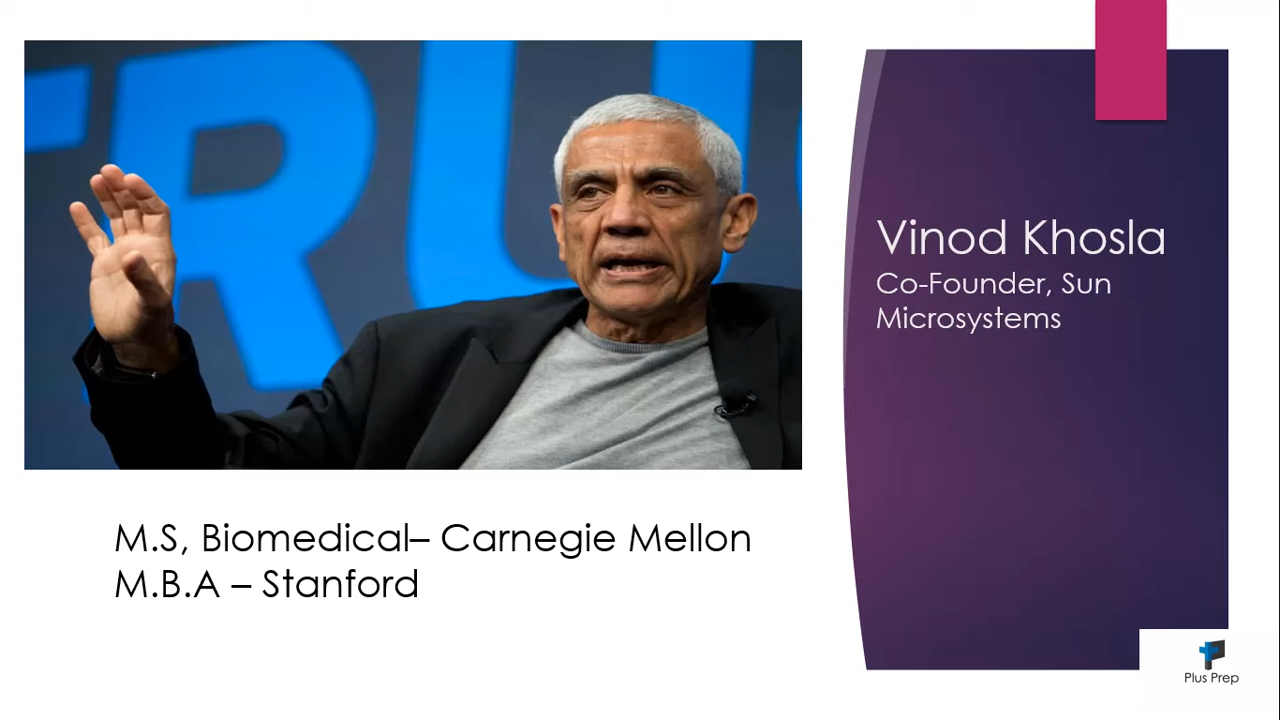 Vinod Khosla
Co-Founder, Sun
Microsystems
M.S, Biomedical– Carnegie Mellon
M.B.A – Stanford
Plus Prep